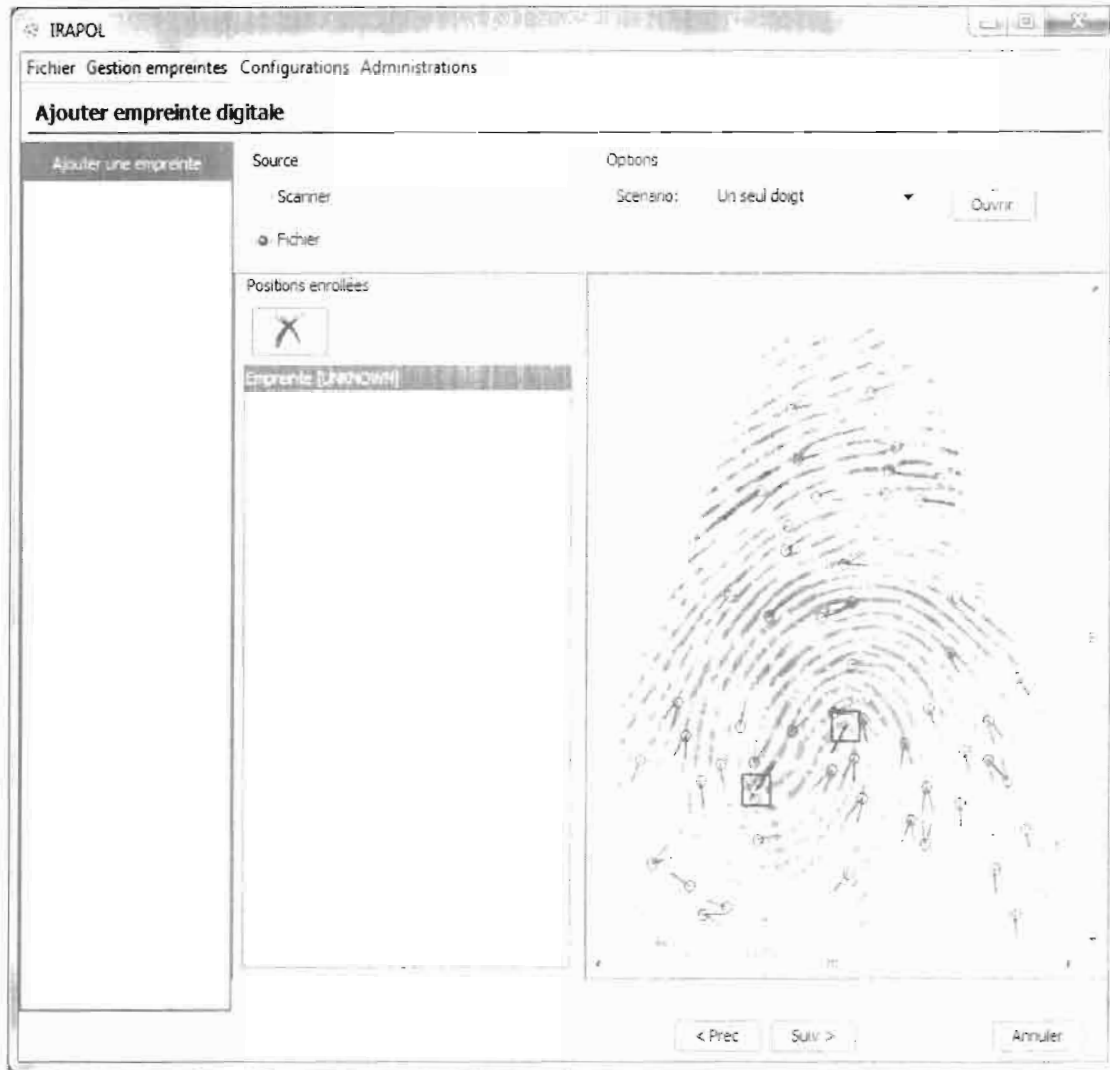 IRAPOL
Fichier Gestion empreintes Configurations Administrations
Ajouter empreinte digitale
Ajouter une empreinte
Source
Options
Scanner
Scenario: Un seul doigt
Ouvrir
Fichier
Positions enrollées
Empreinte [UNKNOWN]
< Prec
Suiv >
Annuler